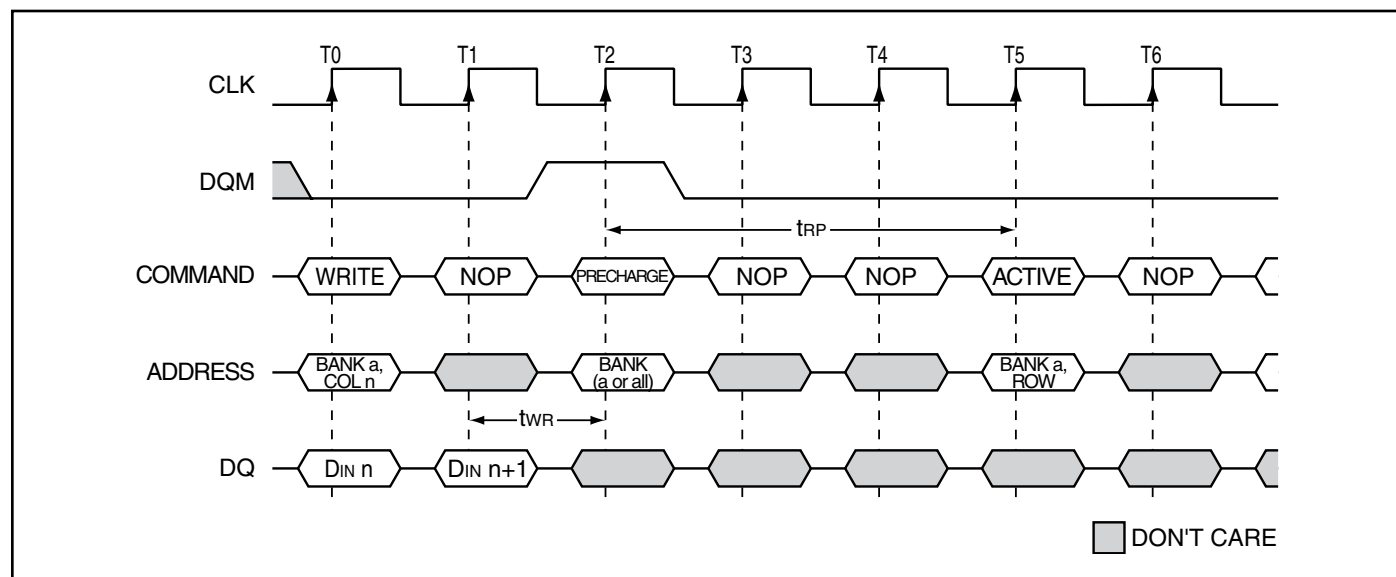 T0 T1 T2 T3 T4 T5 T6
CLK
DQM
tRP
COMMAND WRITE NOP PRECHARGE NOP NOP ACTIVE NOP
ADDRESS
BANK a,
COL n
BANK
(a or all)
BANK a,
ROW
tWR
DQ DIN n DIN n+1
DON'T CARE